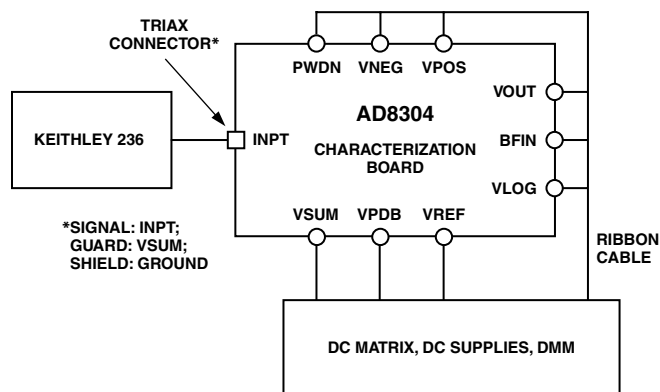 TRIAX
CONNECTOR*
PWDN VNEG VPOS
KEITHLEY 236
INPT
AD8304
CHARACTERIZATION
BOARD
VOUT
BFIN
VLOG
VSUM VPDB VREF
*SIGNAL: INPT;
GUARD: VSUM;
SHIELD: GROUND
RIBBON
CABLE
DC MATRIX, DC SUPPLIES, DMM